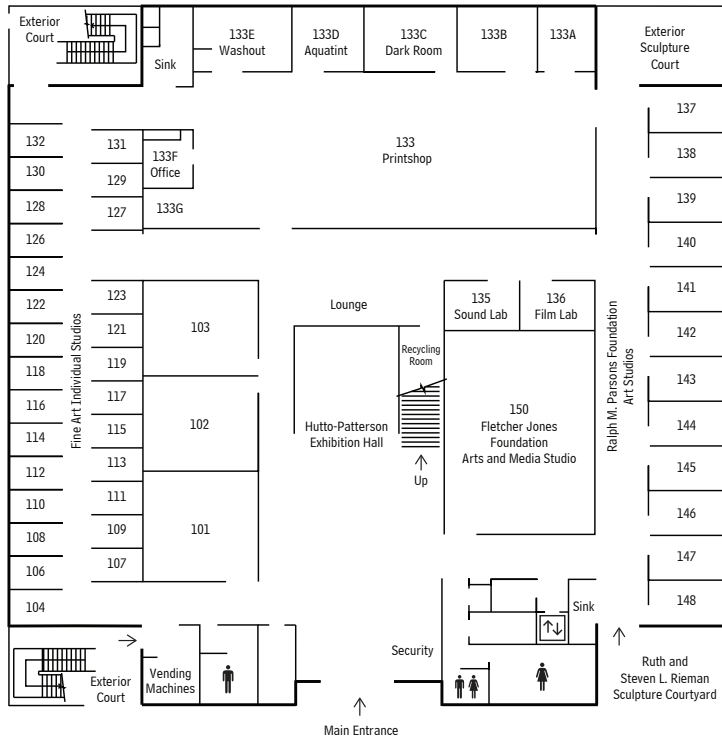 Exterior
Court
Sink
133E
Washout
133D
Aquatint
133C
Dark Room
133B
133A
Exterior
Sculpture
Court
132
130
128
126
124
122
120
118
116
114
112
110
108
106
104
Fine Art Individual Studios
131
129
127
123
121
119
117
115
113
111
109
107
133F
Office
133G
133
Printshop
103
102
101
Lounge
Recycling
Room
Hutto-Patterson
Exhibition Hall
Up
135
Sound Lab
136
Film Lab
150
Fletcher Jones
Foundation
Arts and Media Studio
Ralph M. Parsons Foundation
Art Studios
137
138
139
140
141
142
143
144
145
146
147
148
Exterior
Court
Vending
Machines
Security
Sink
Ruth and
Steven L. Rieman
Sculpture Courtyard
Main Entrance